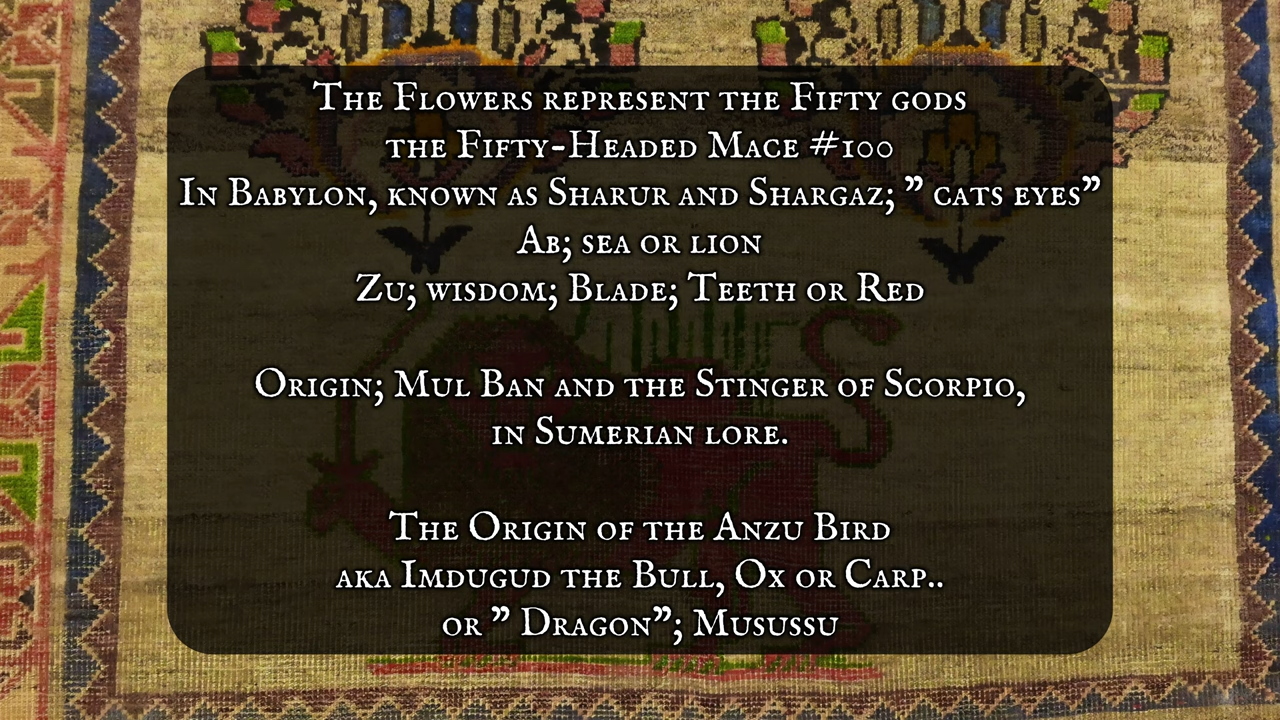 The Flowers represent the Fifty gods
the Fifty-Headed Mace #100
In Babylon, known as Sharur and Shargaz; ” cats eyes”
Ab; sea or lion
Zu; wisdom; Blade; Teeth or Red
Origin; Mul Ban and the Stinger of Scorpio,
in Sumerian lore.
The Origin of the Anzu Bird
aka Imdugud the Bull, Ox or Carp..
or ” Dragon”; Musussu